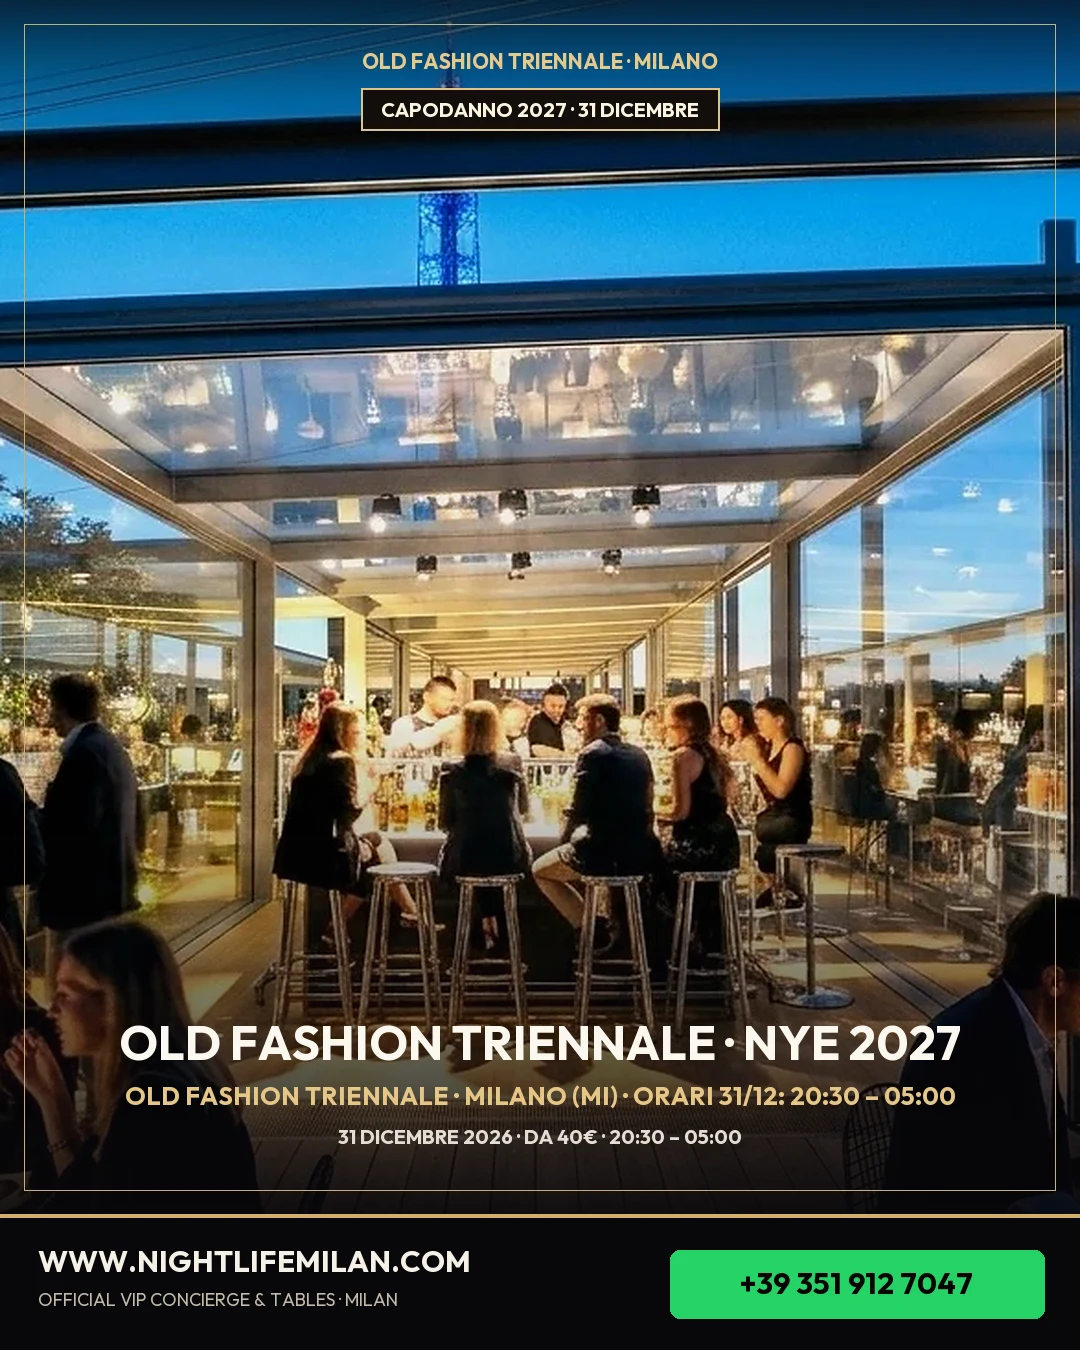 OLD FASHION TRIENNALE · MILANO
CAPODANNO 2027 · 31 DICEMBRE
OLD FASHION TRIENNALE · NYE 2027
OLD FASHION TRIENNALE · MILANO (MI) · ORARI 31/12: 20:30 – 05:00
31 DICEMBRE 2026 · DA 40€ · 20:30 – 05:00
WWW.NIGHTLIFEMILAN.COM
+39 351 912 7047
OFFICIAL VIP CONCIERGE & TABLES · MILAN